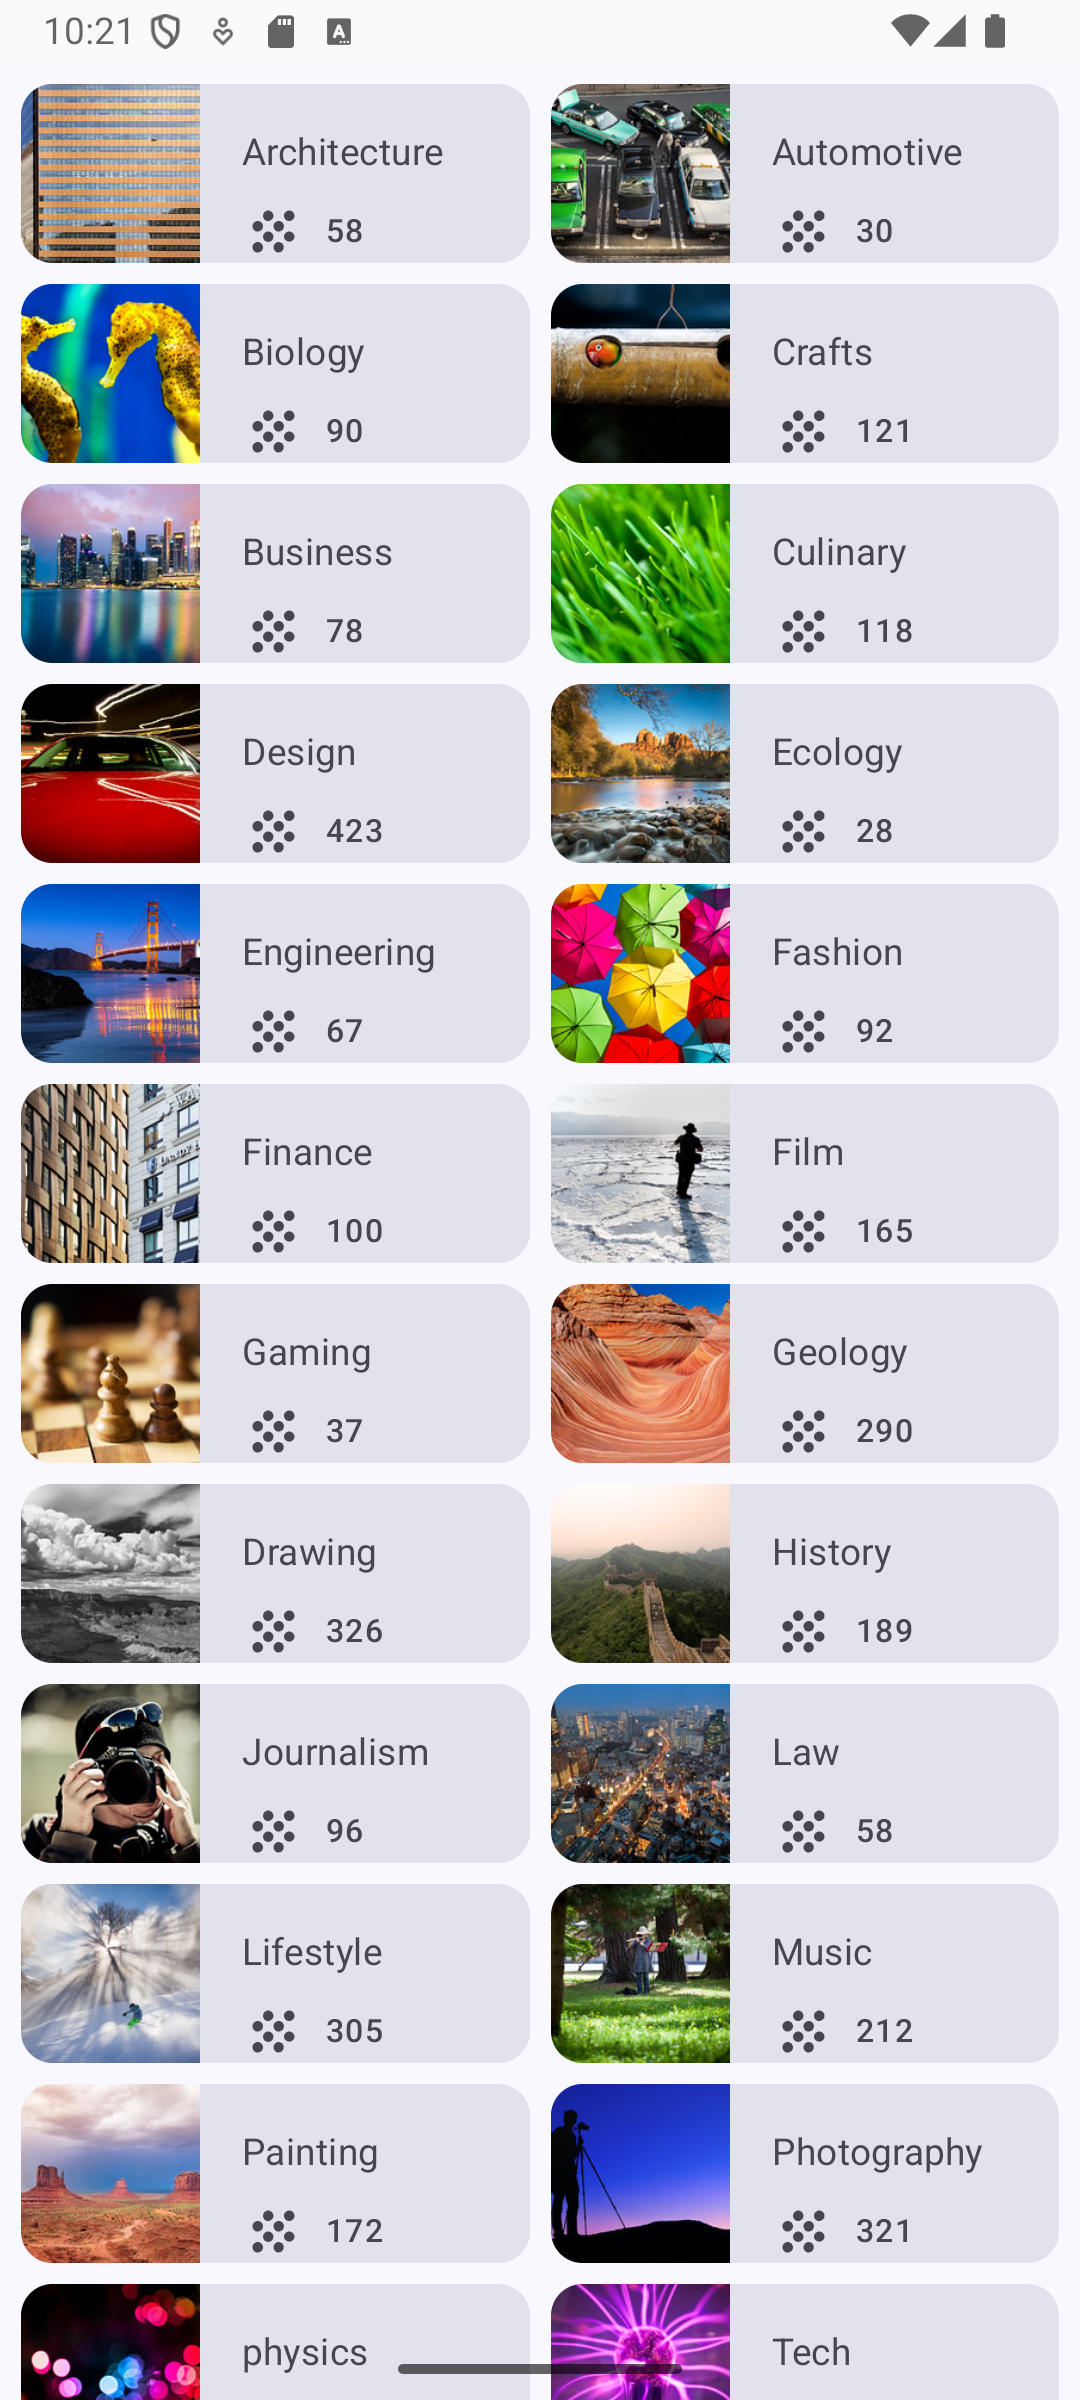 10:21
Architecture
58
Automotive
30
Biology
90
Crafts
121
Business
78
Culinary
118
Design
423
Ecology
28
Engineering
67
Fashion
92
Finance
100
Film
165
Gaming
37
Geology
290
Drawing
326
History
189
Journalism
96
Law
58
Lifestyle
305
Music
212
Painting
172
Photography
321
physics
Tech